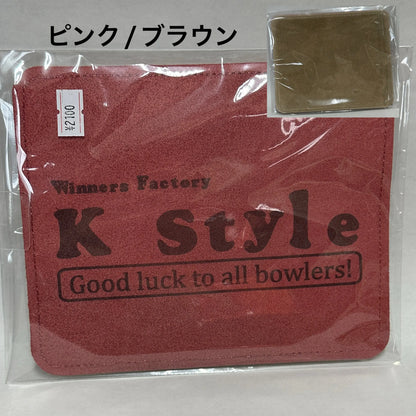 ピンク / ブラウン
¥2100
Winners Factory
K Style
Good luck to all bowlers!